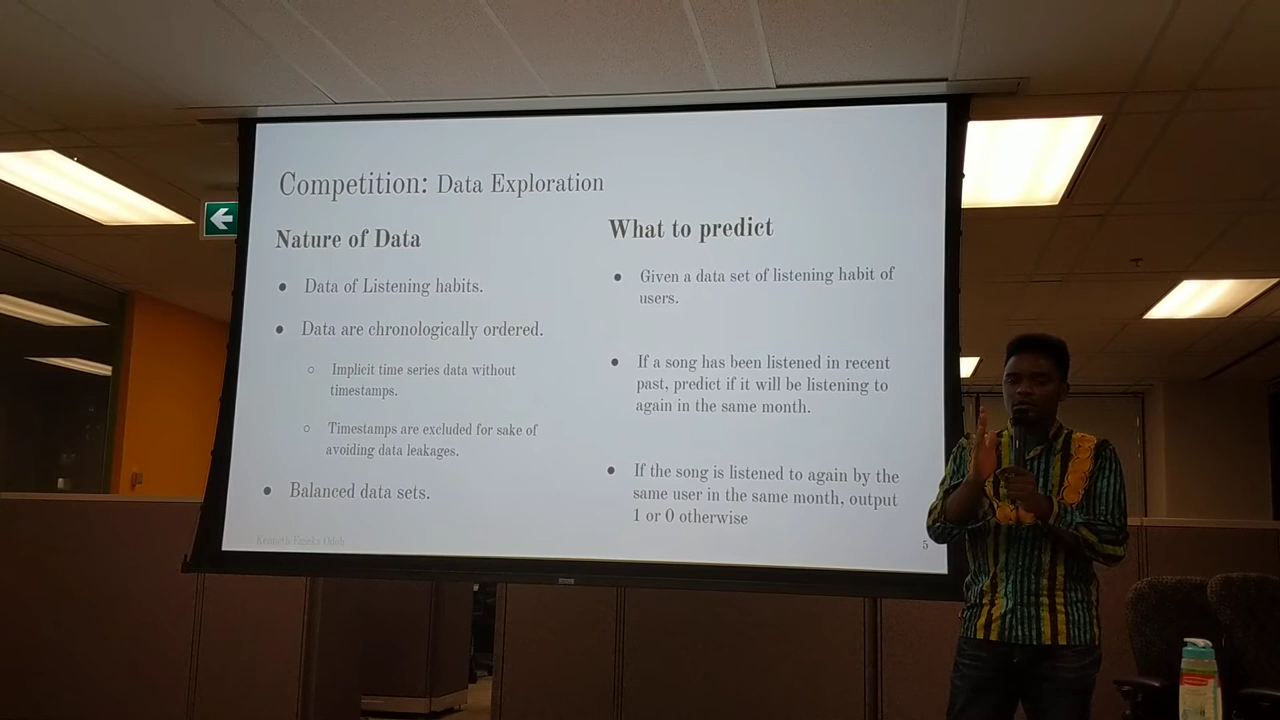 Competition: Data Exploration
Nature of Data
Data of Listening habits.
Data are chronologically ordered.
Implicit time series data without
timestamps.
Timestamps are excluded for sake of
avoiding data leakages.
Balanced data sets.
What to predict
Given a data set of listening habit of
users.
If a song has been listened in recent
past, predict if it will be listening to
again in the same month.
If the song is listened to again by the
same user in the same month, output
1 or 0 otherwise
Kenneth Emeka Odoh
5